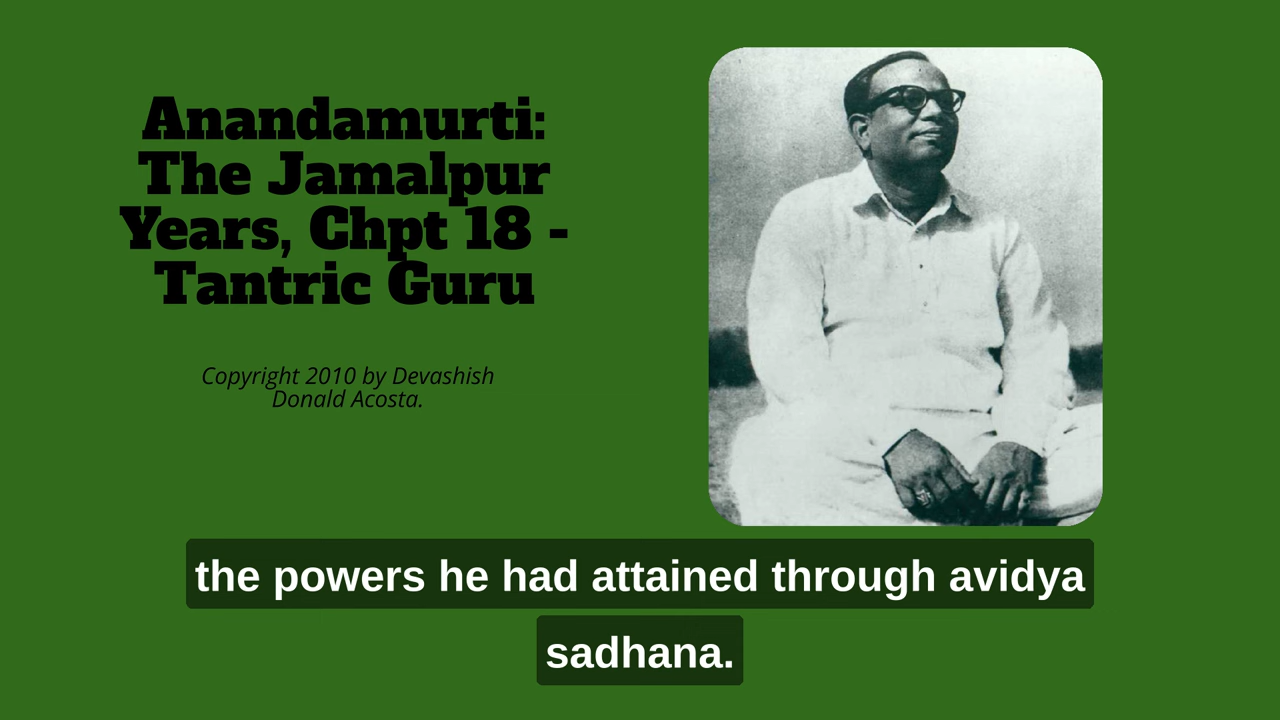 Anandamurti:
The Jamalpur
Years, Chpt 18 -
Tantric Guru
Copyright 2010 by Devashish
Donald Acosta.
the powers he had attained through avidya
sadhana.